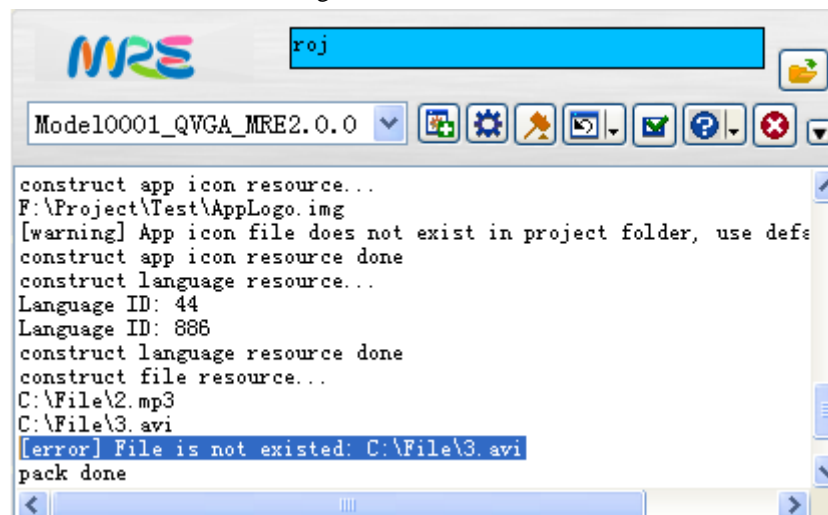 MRE
roj
Model0001_QVGA_MRE2.0.0
construct app icon resource...
F:\Project\Test\AppLogo.img
[warning] App icon file does not exist in project folder, use defa
construct app icon resource done
construct language resource...
Language ID: 44
Language ID: 886
construct language resource done
construct file resource...
C:\File\2.mp3
C:\File\3.avi
[error] File is not existed: C:\File\3.avi
pack done